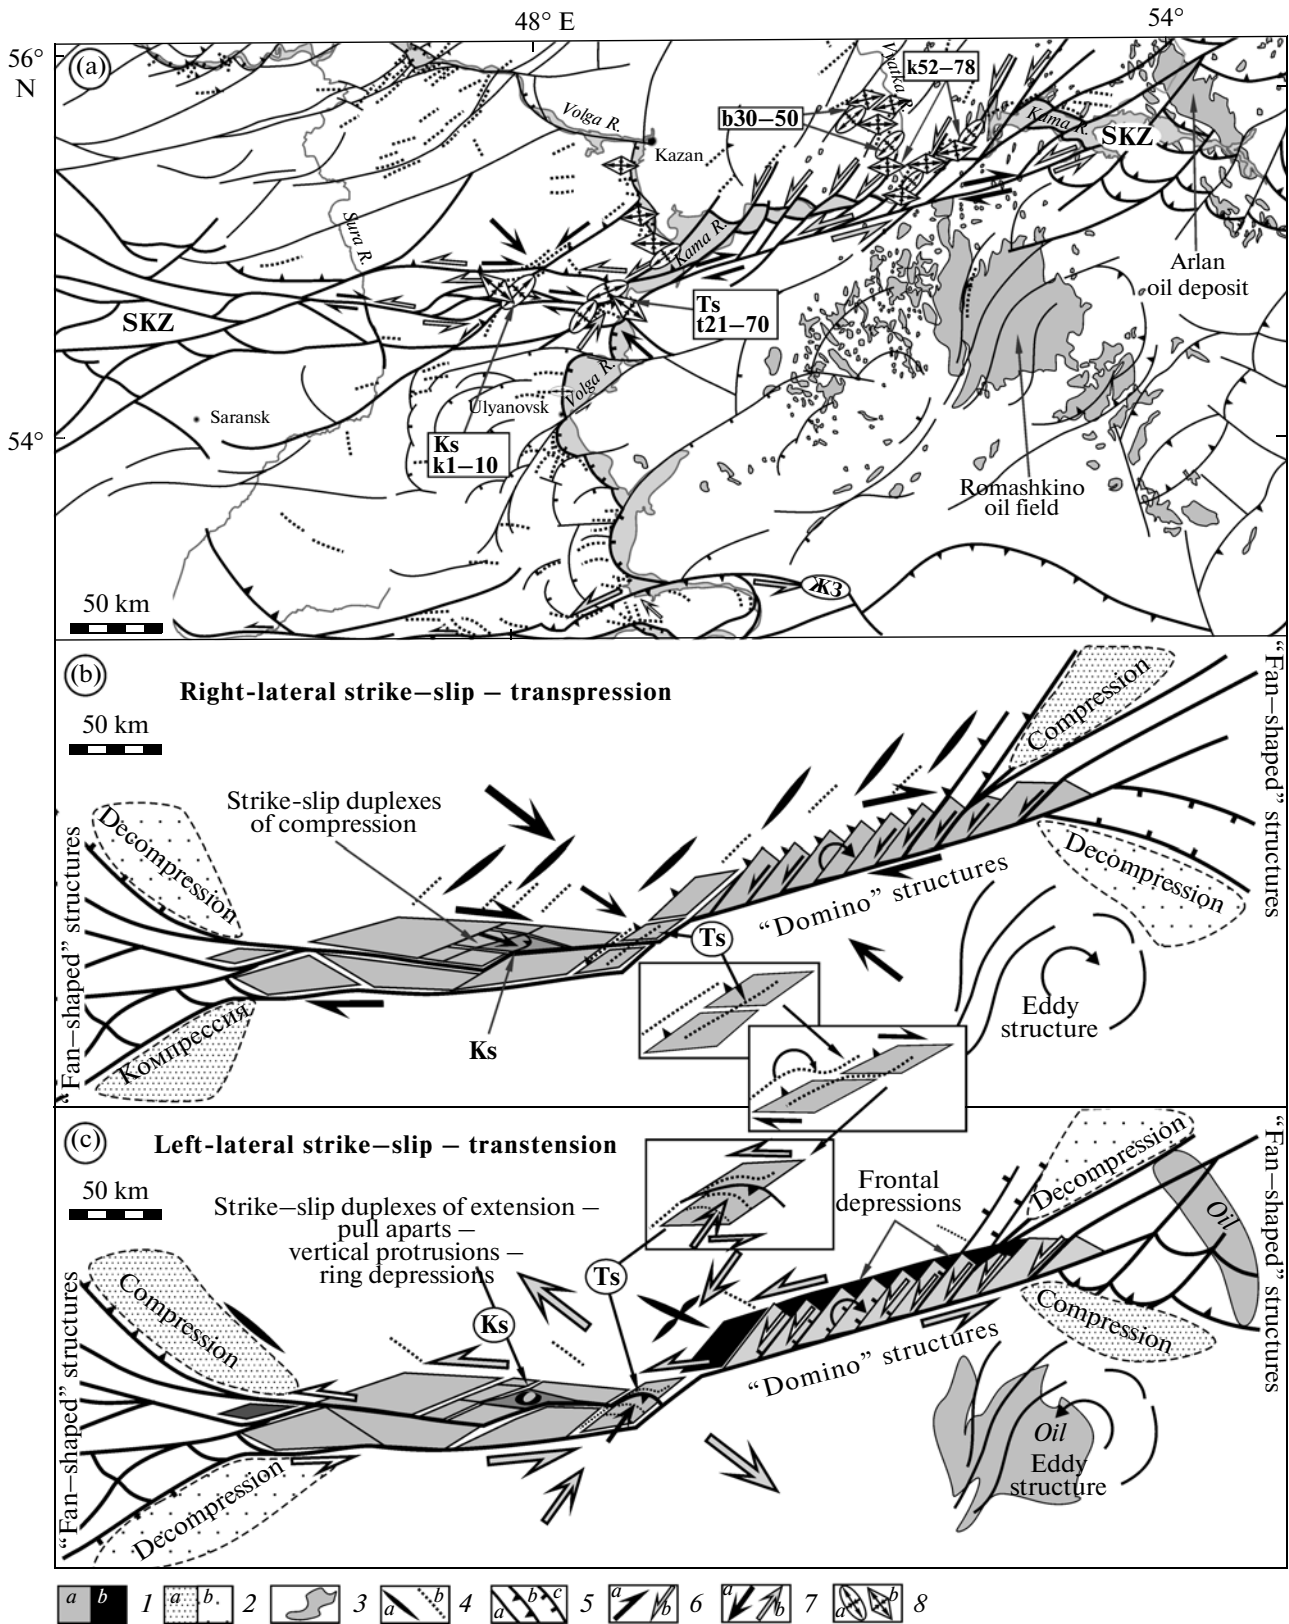 48° E
54°
56°
N
(a)
Vyatka R.
k52–78
b30–50
Volga R.
Kazan
Kama R.
SKZ
Sura R.
Kama R.
Arlan
oil deposit
SKZ
Ts
t21–70
Volga R.
Saransk
Ulyanovsk
54°
Ks
k1–10
Romashkino
oil field
ЖЗ
50 km
(b)
Right-lateral strike–slip – transpression
50 km
"Fan–shaped" structures
Compression
Strike-slip duplexes
of compression
Decompression
Decompression
"Domino" structures
"Fan–shaped" structures
Ts
Eddy
structure
Компрессия
Ks
(c)
Left-lateral strike–slip – transtension
50 km
Decompression
"Fan–shaped" structures
Frontal
depressions
Strike–slip duplexes of extension –
pull aparts –
vertical protrusions –
ring depressions
Oil
Ts
Compression
Compression
Ks
"Domino" structures
"Fan–shaped" structures
Oil
Eddy
structure
Decompression
a b 1 a b 2 3 a b 4 a b c 5 a b 6 a b 7 a b 8